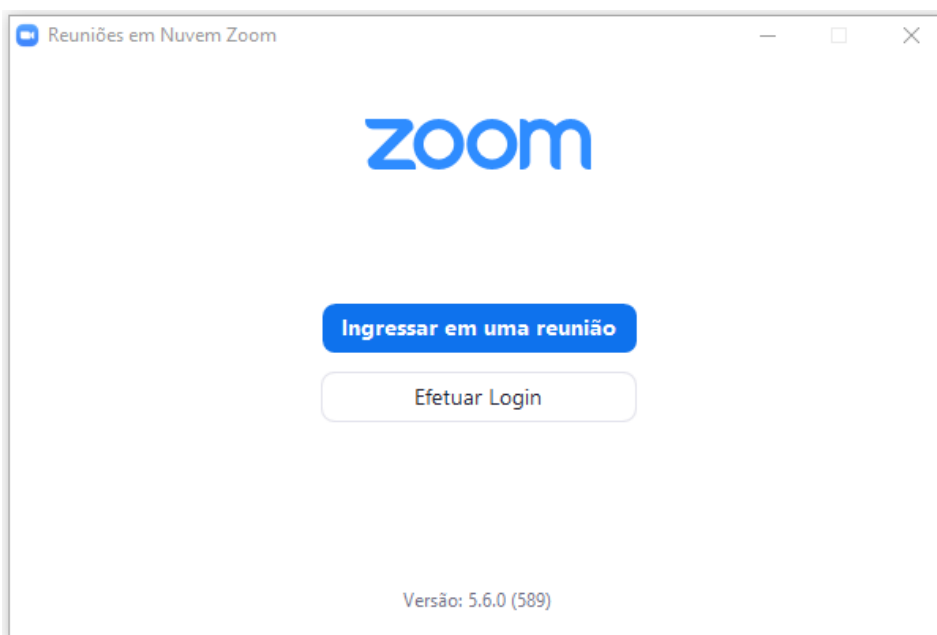 Reuniões em Nuvem Zoom
zoom
Ingressar em uma reunião
Efetuar Login
Versão: 5.6.0 (589)